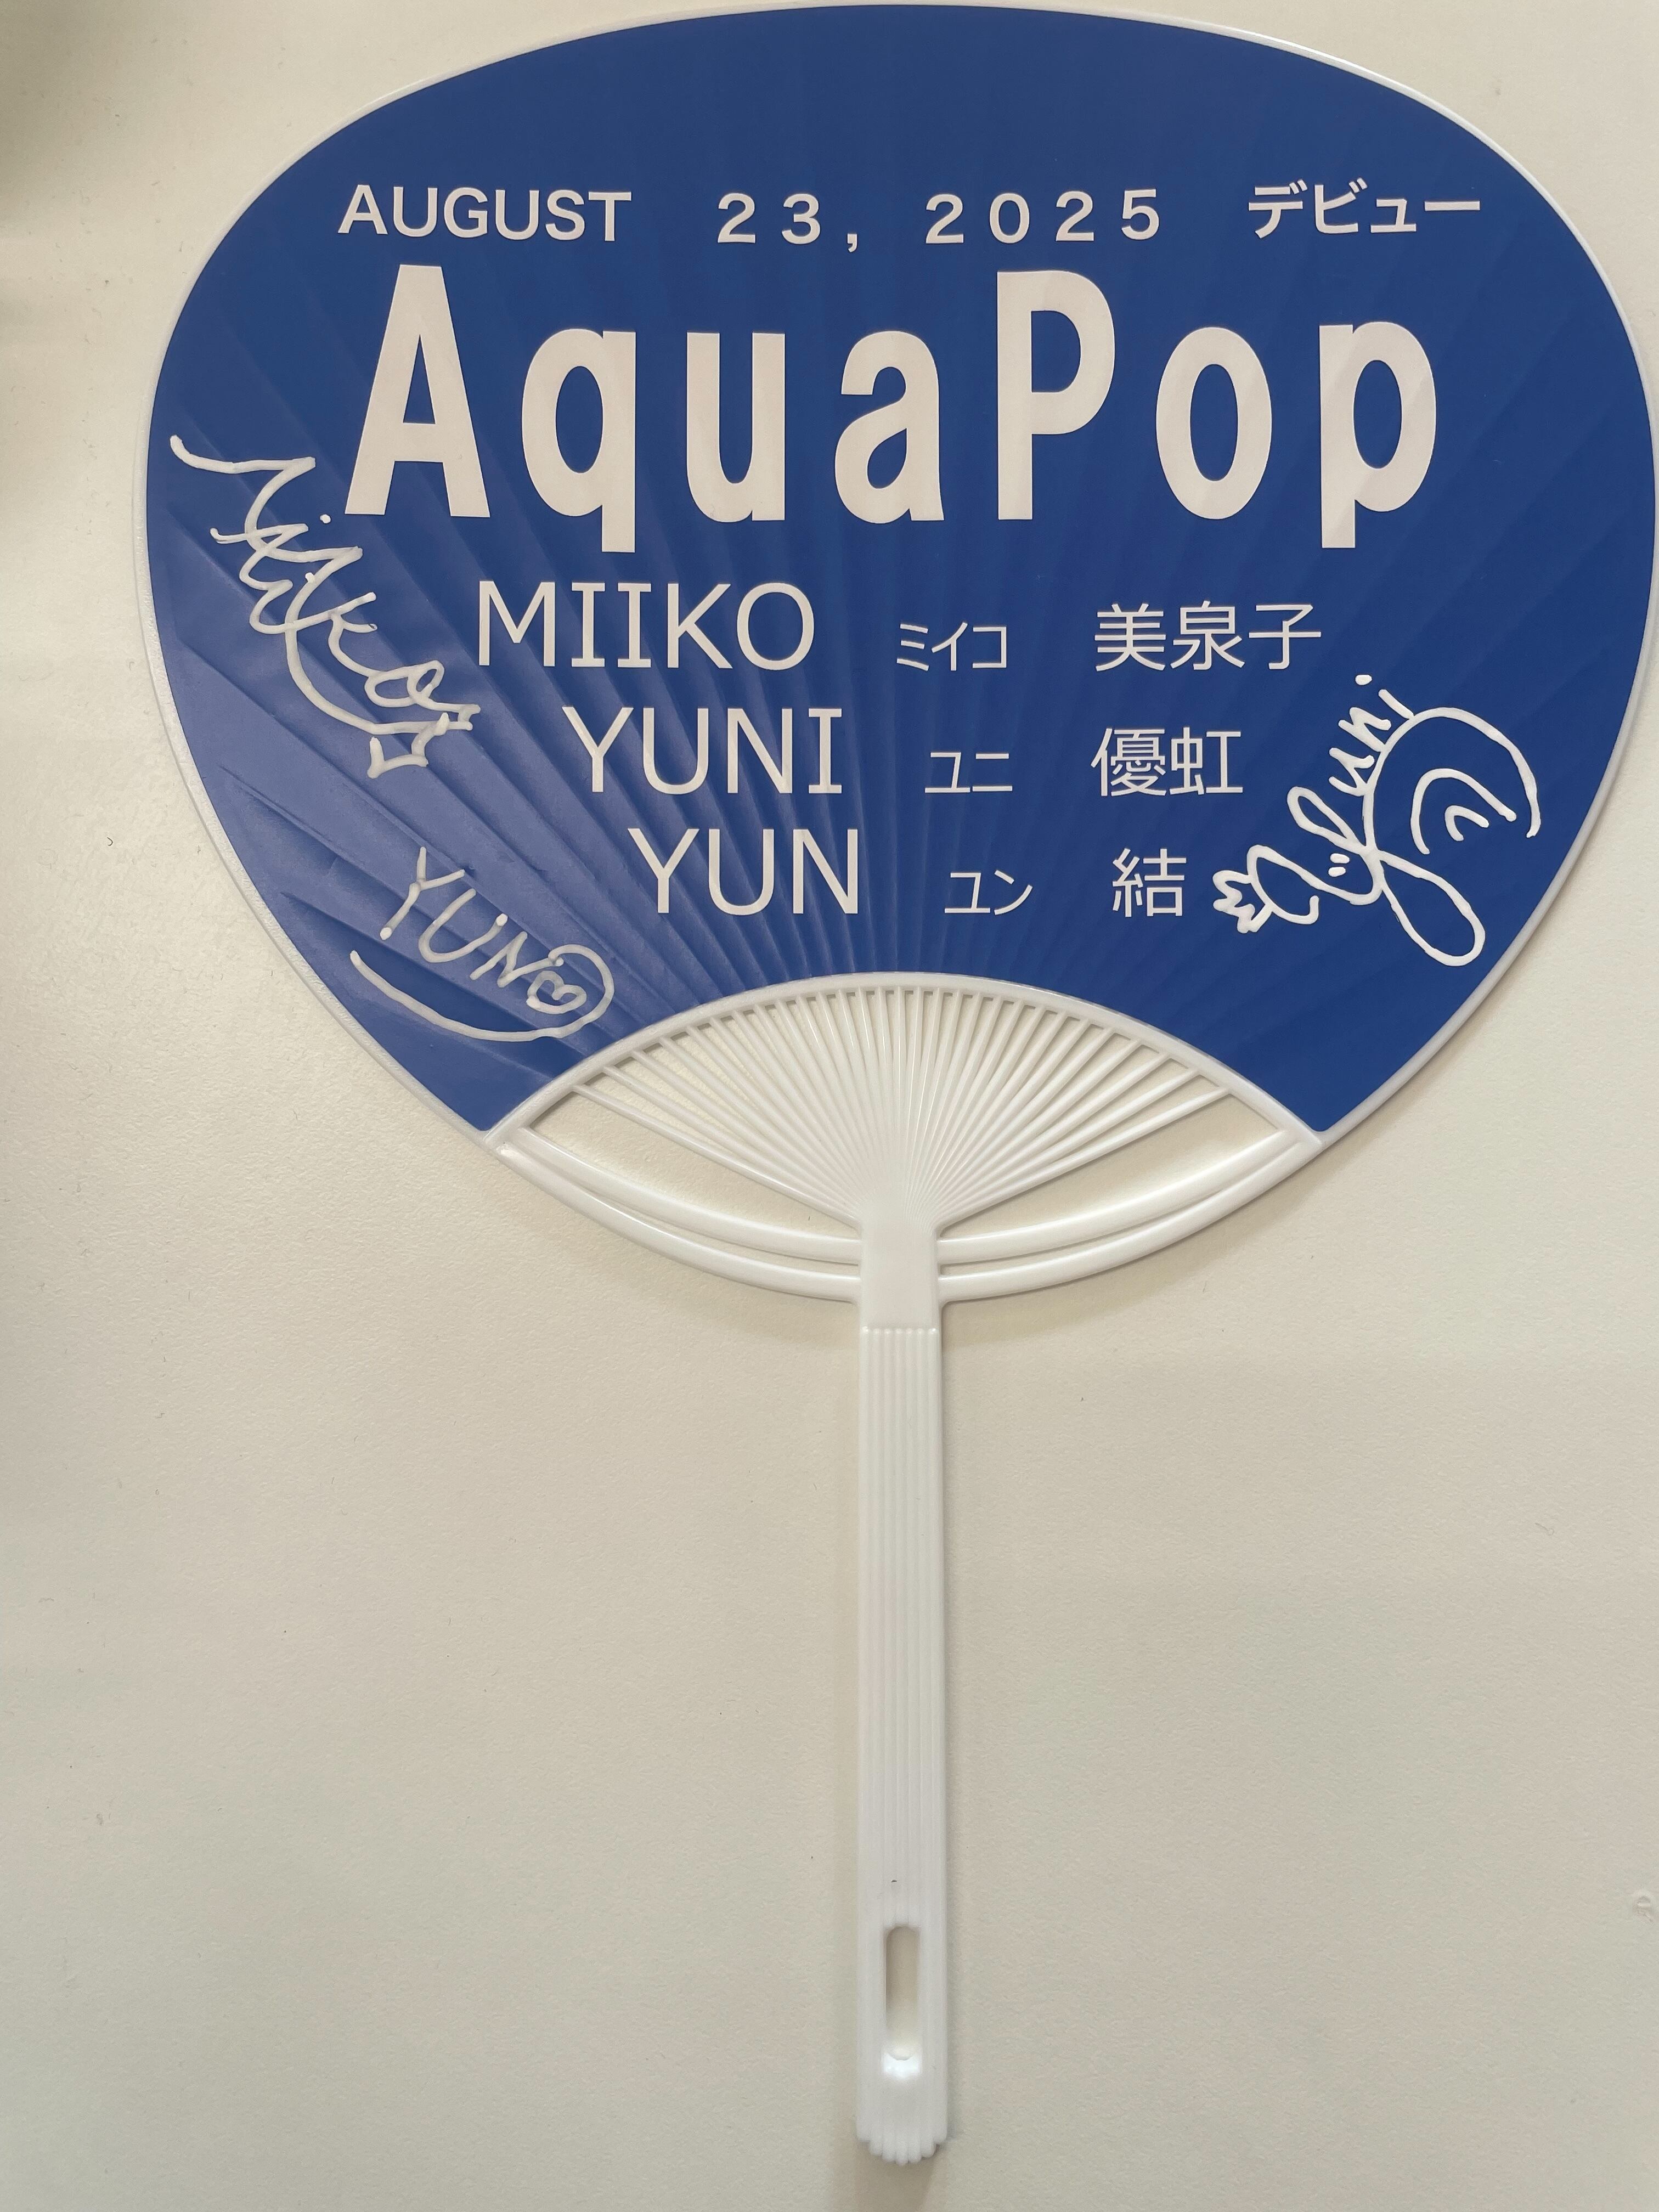 AUGUST　２３，２０２５　デビュー
AquaPop
MIIKO ミイコ 美泉子
YUNI ユニ 優虹
YUN ユン 結
Miiko
Yuni
YUN